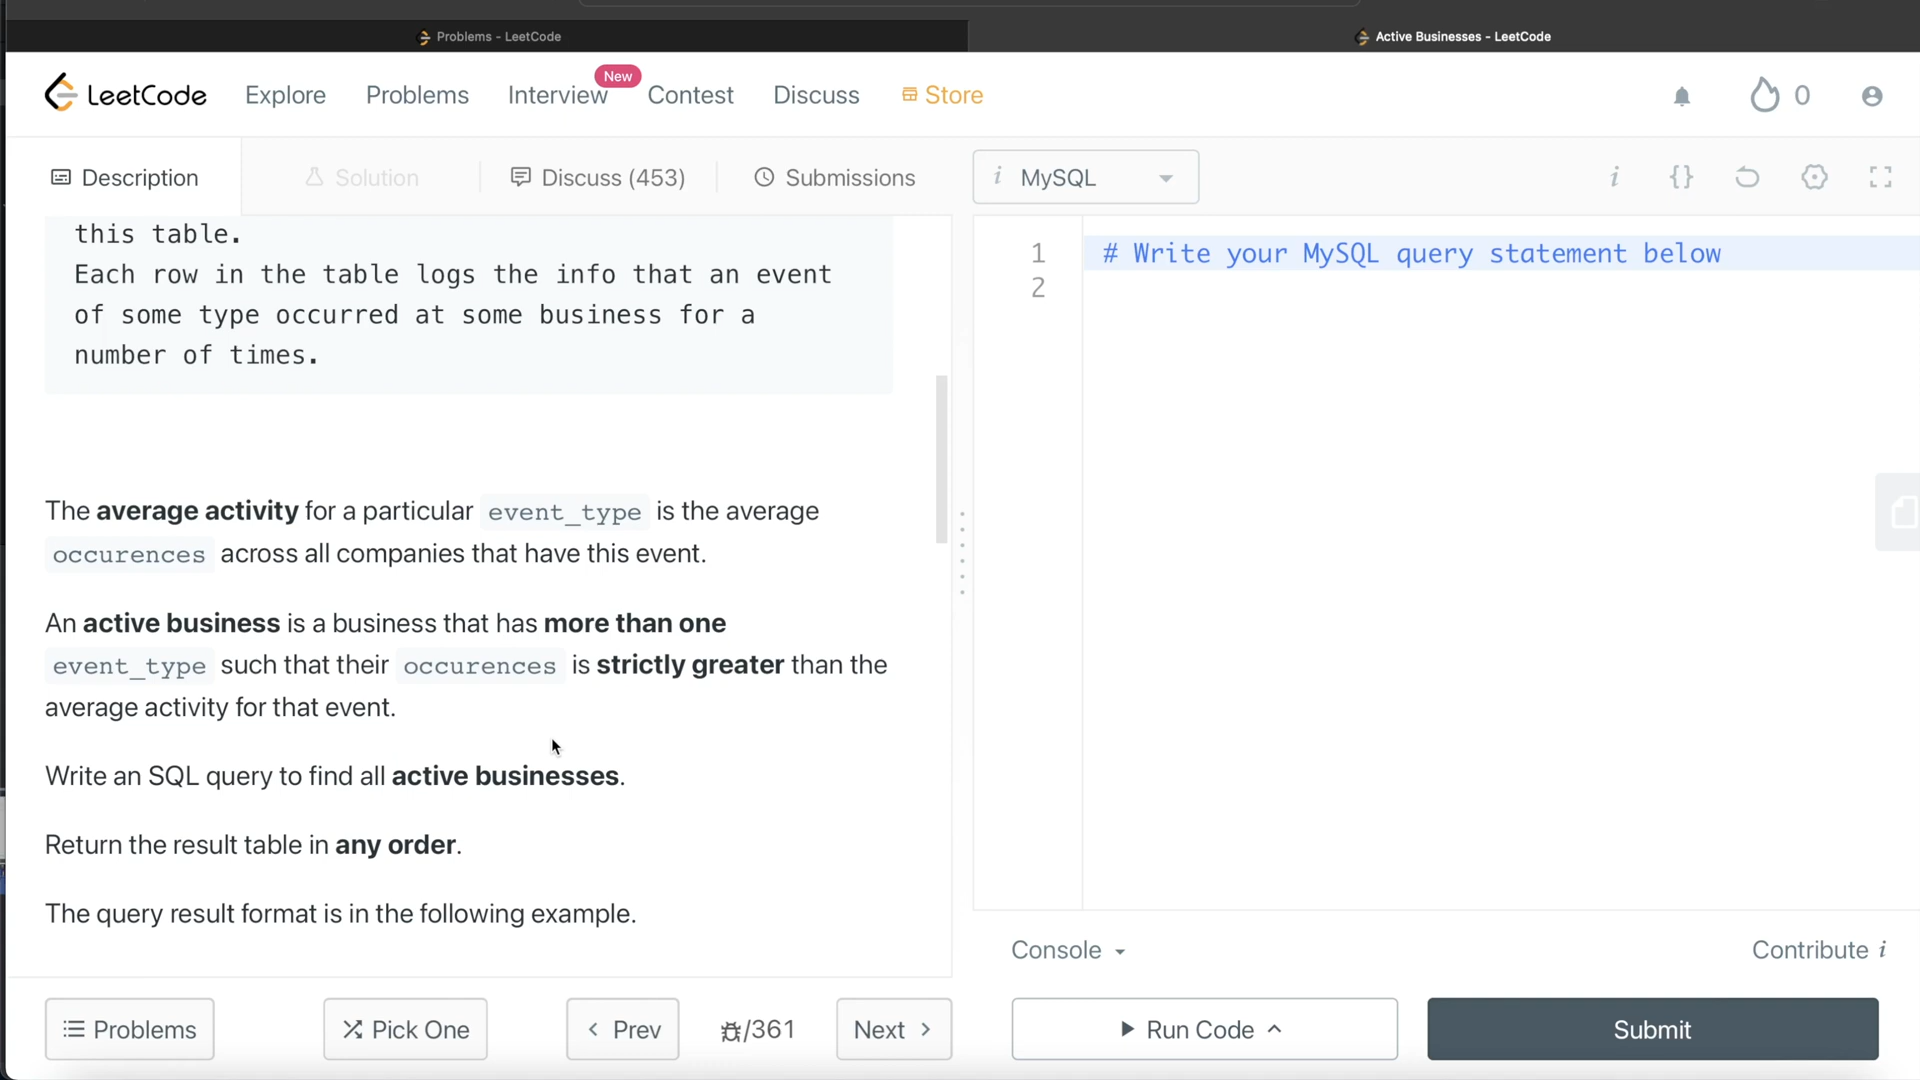 Problems - LeetCode
Active Businesses - LeetCode
LeetCode
Explore
Problems
Interview
New
Contest
Discuss
Store
0
Description
Solution
Discuss (453)
Submissions
i MySQL
i {}
this table.
Each row in the table logs the info that an event
of some type occurred at some business for a
number of times.
The average activity for a particular event_type is the average
occurences across all companies that have this event.
An active business is a business that has more than one
event_type such that their occurences is strictly greater than the
average activity for that event.
Write an SQL query to find all active businesses.
Return the result table in any order.
The query result format is in the following example.
1 # Write your MySQL query statement below
2
Console
Contribute i
Problems
Pick One
Prev
/361
Next
Run Code
Submit